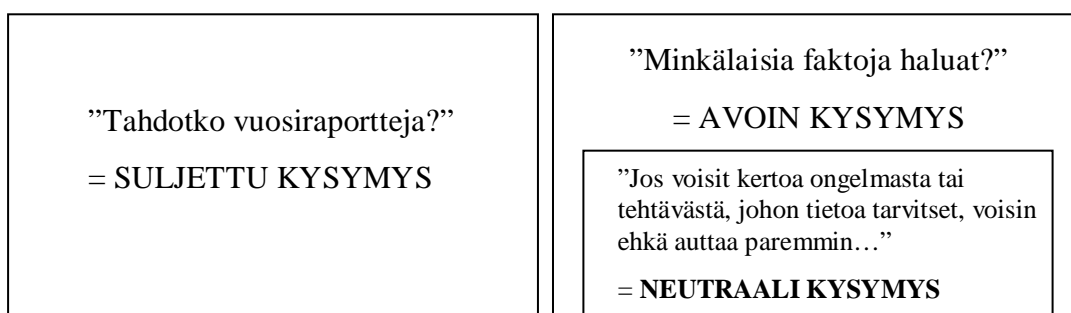 ”Tahdotko vuosiraportteja?”
= SULJETTU KYSYMYS
”Minkälaisia faktoja haluat?”
= AVOIN KYSYMYS
”Jos voisit kertoa ongelmasta tai
tehtävästä, johon tietoa tarvitset, voisin
ehkä auttaa paremmin…”
= NEUTRAALI KYSYMYS